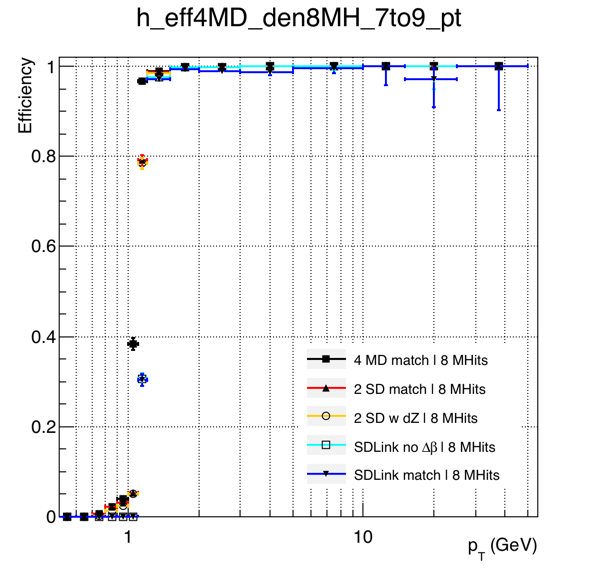 h_eff4MD_den8MH_7to9_pt
Efficiency
1
0.8
0.6
0.4
0.2
0
4 MD match | 8 MHits
2 SD match | 8 MHits
2 SD w dZ | 8 MHits
SDLink no Δβ | 8 MHits
SDLink match | 8 MHits
1
10
p_T (GeV)